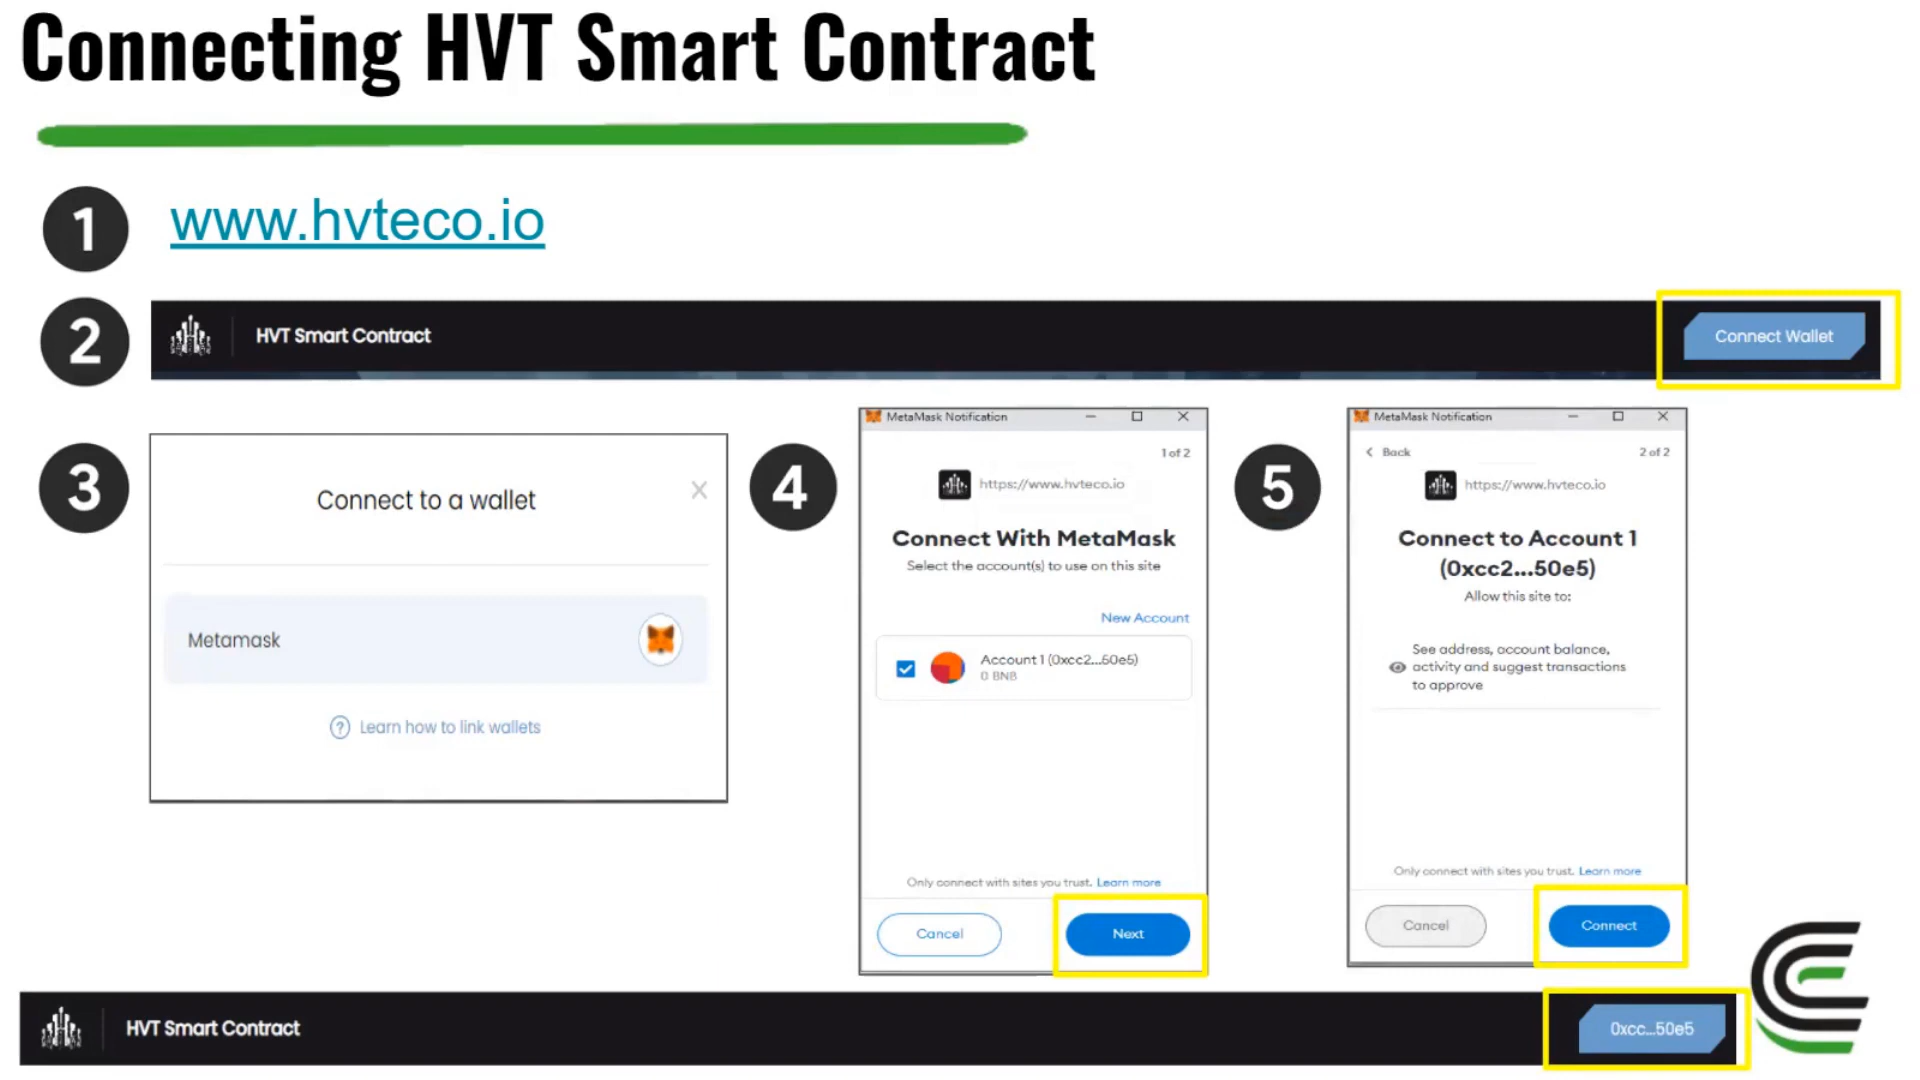 Connecting HVT Smart Contract
1
www.hvteco.io
2
HVT Smart Contract
Connect Wallet
3
Connect to a wallet
Metamask
? Learn how to link wallets
4
MetaMask Notification
1 of 2
https://www.hvteco.io
Connect With MetaMask
Select the account(s) to use on this site
New Account
Account 1 (0xcc2...50e5)
0 BNB
Only connect with sites you trust. Learn more
Cancel
Next
5
MetaMask Notification
< Back
2 of 2
https://www.hvteco.io
Connect to Account 1
(0xcc2...50e5)
Allow this site to:
See address, account balance,
activity and suggest transactions
to approve
Only connect with sites you trust. Learn more
Cancel
Connect
HVT Smart Contract
0xcc...50e5